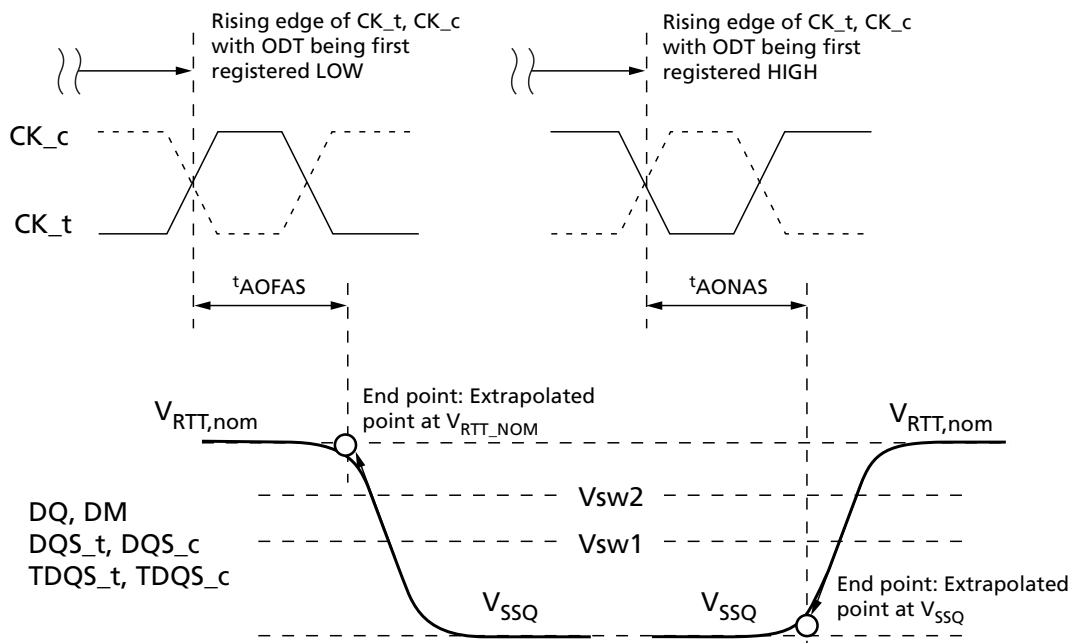 Rising edge of CK_t, CK_c
with ODT being first
registered LOW
Rising edge of CK_t, CK_c
with ODT being first
registered HIGH
CK_c
CK_t
tAOFAS
tAONAS
End point: Extrapolated
point at VRTT_NOM
VRTT,nom
VRTT,nom
Vsw2
DQ, DM
DQS_t, DQS_c
TDQS_t, TDQS_c
Vsw1
VSSQ
VSSQ
End point: Extrapolated
point at VSSQ